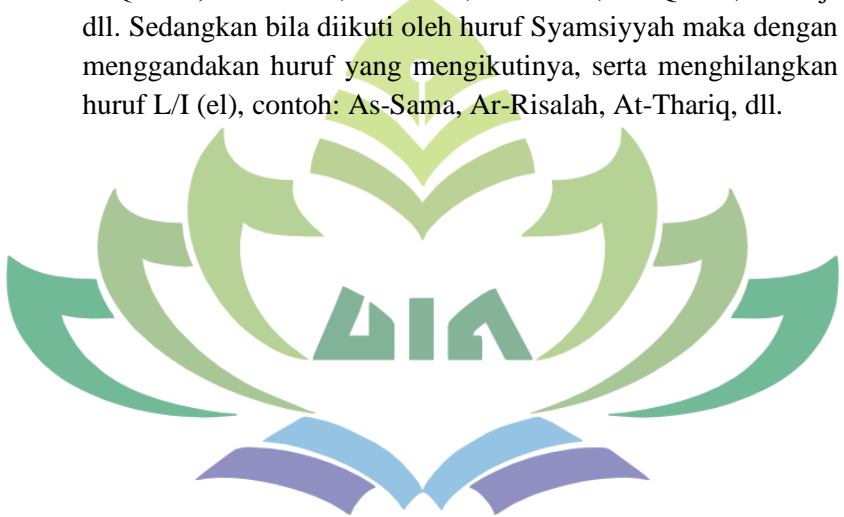 dll. Sedangkan bila diikuti oleh huruf Syamsiyyah maka dengan
menggandakan huruf yang mengikutinya, serta menghilangkan
huruf L/I (el), contoh: As-Sama, Ar-Risalah, At-Thariq, dll.
UIN